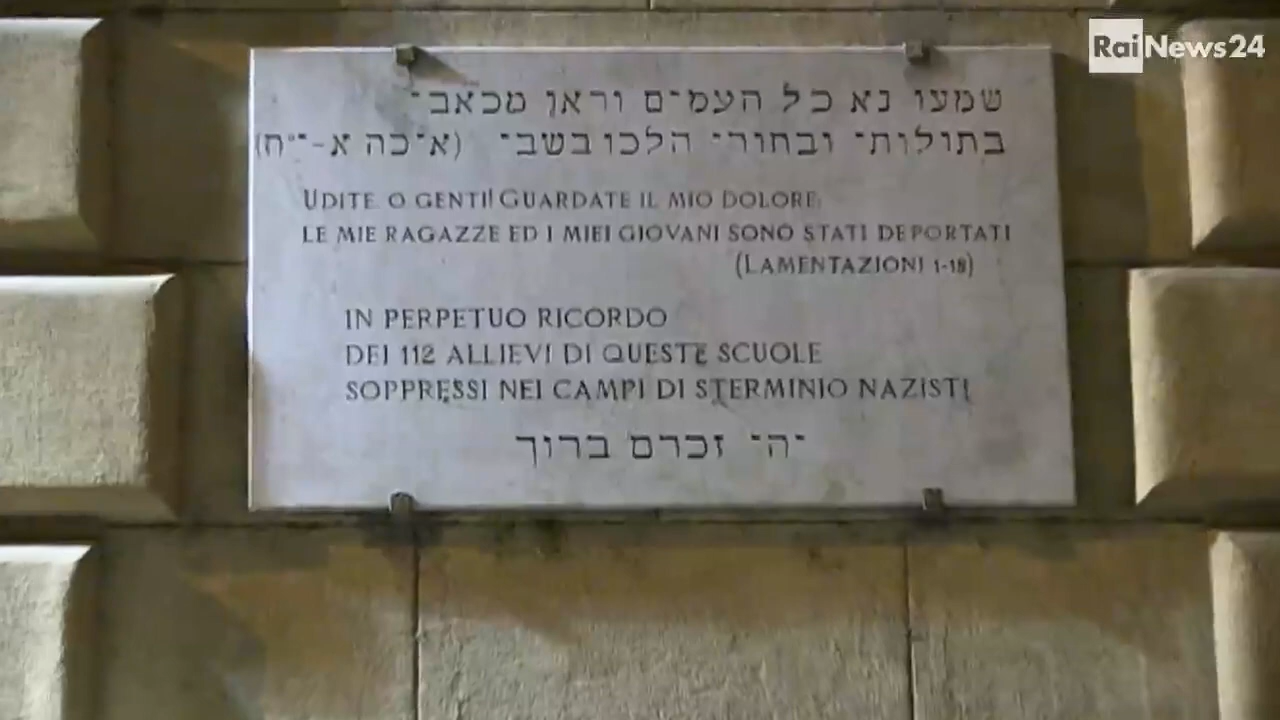 RaiNews24
שמעו נא כל העמים וראו מכאבי
בתולותי ובחורי הלכו בשבי (איכה א-י״ח)
UDITE O GENTI! GUARDATE IL MIO DOLORE,
LE MIE RAGAZZE ED I MIEI GIOVANI SONO STATI DEPORTATI
(LAMENTAZIONI 1-18)
IN PERPETUO RICORDO
DEI 112 ALLIEVI DI QUESTE SCUOLE
SOPPRESSI NEI CAMPI DI STERMINIO NAZISTI
יהי זכרם ברוך